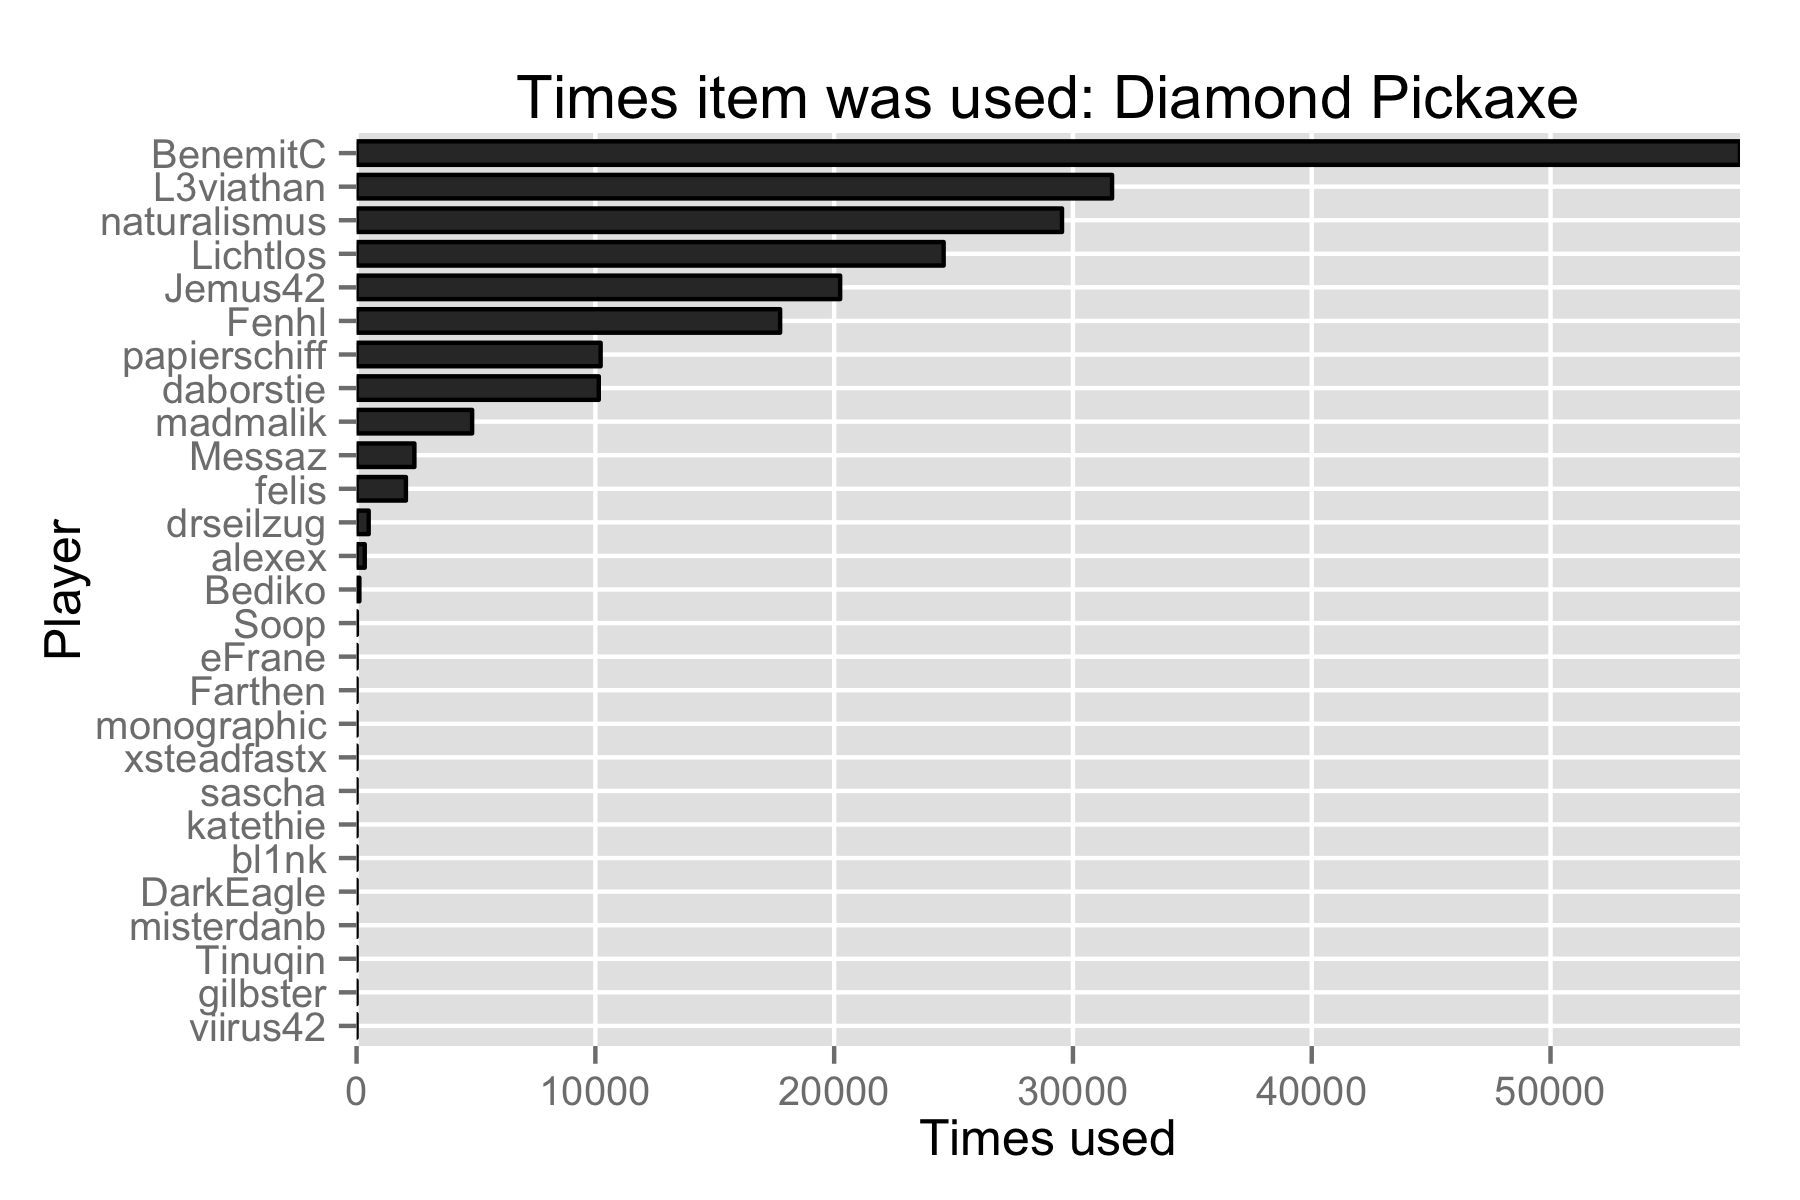 Times item was used: Diamond Pickaxe
BenemitC
L3viathan
naturalismus
Lichtlos
Jemus42
Fenhl
papierschiff
daborstie
madmalik
Messaz
felis
drseilzug
alexex
Bediko
Soop
eFrane
Farthen
monographic
xsteadfastx
sascha
katethie
bl1nk
DarkEagle
misterdanb
Tinuqin
gilbster
viirus42
Player
0 10000 20000 30000 40000 50000
Times used